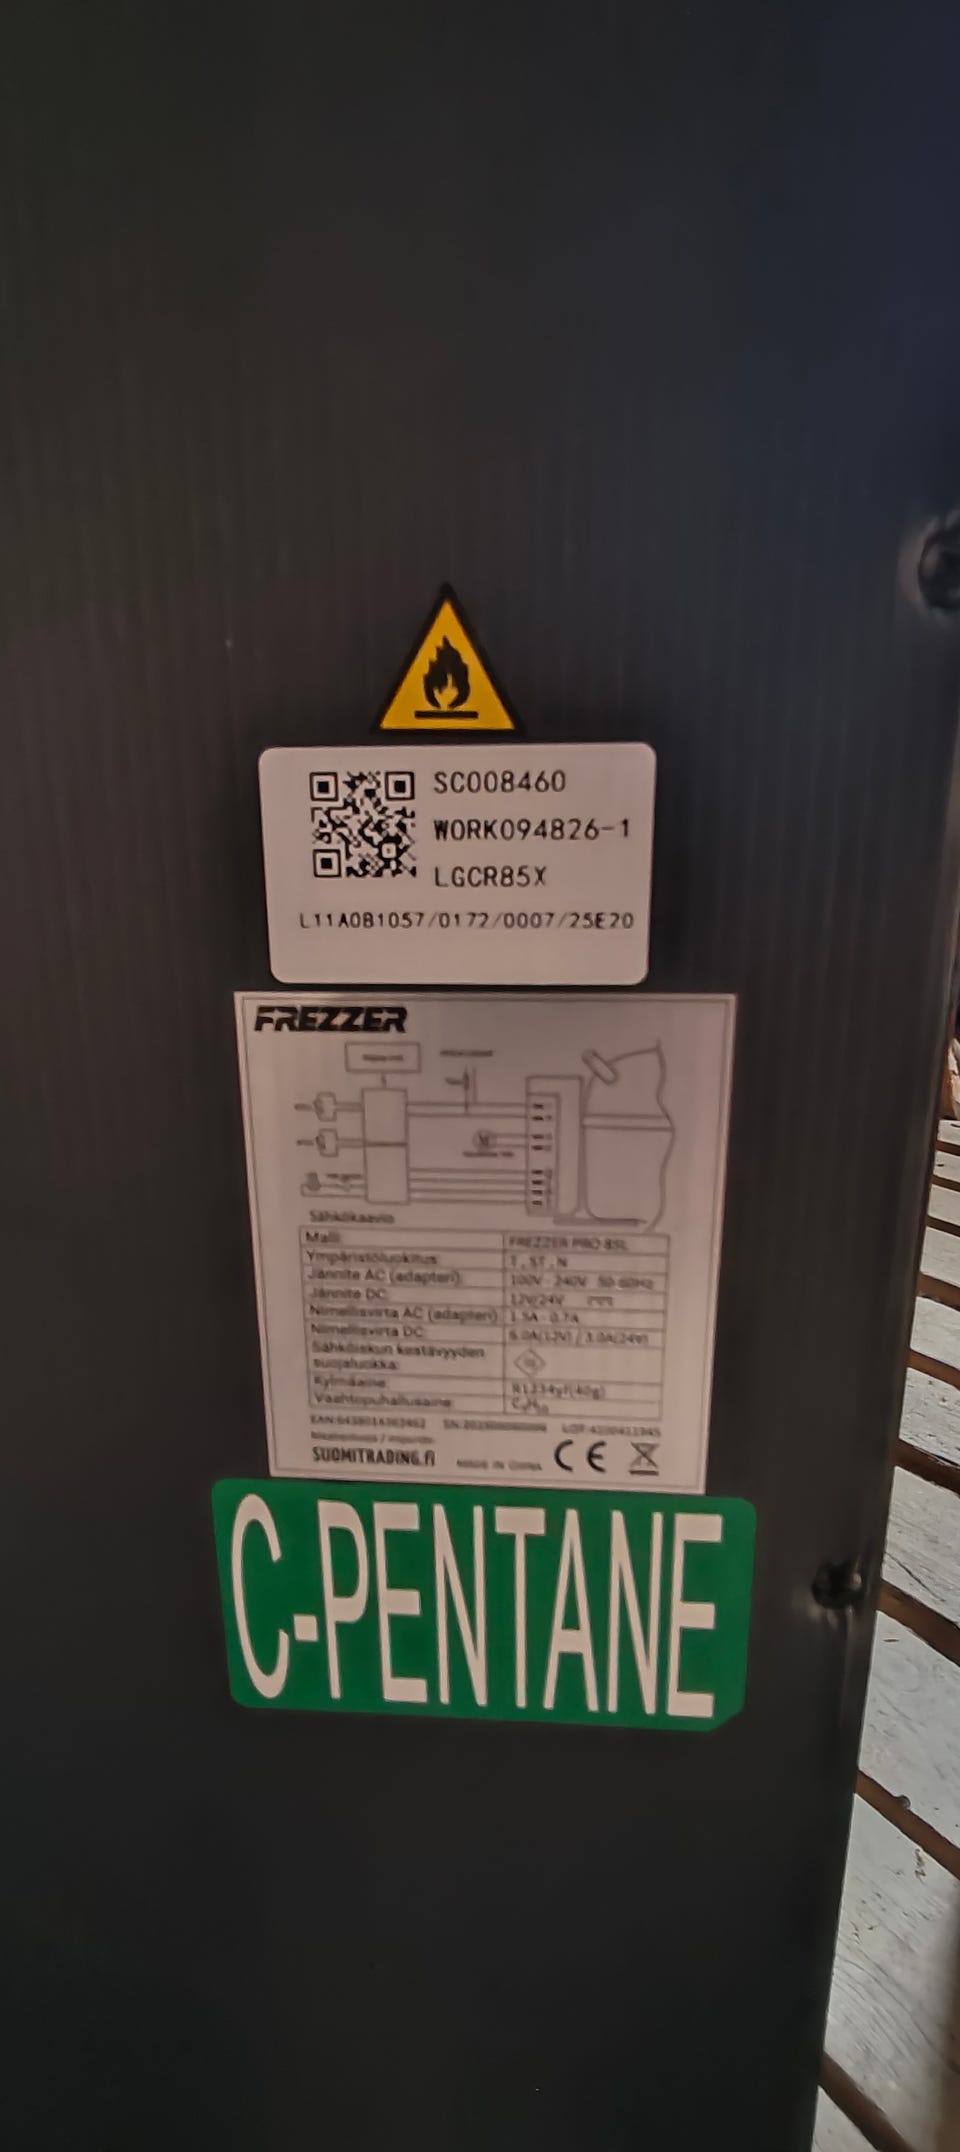 SC008460
WORK094826-1
LGCR85X
L11A0B1057/0172/0007/25E20
FREZZER
Sähkökaavio
Malli: FREZZER PRO 85L
Ympäristöluokitus: T , ST , N
Jännite AC (adapteri): 100V - 240V 50-60Hz
Jännite DC: 12V/24V
Nimellisvirta AC (adapteri): 1.5A - 0.7A
Nimellisvirta DC: 6.0A(12V) / 3.0A(24V)
Sähköiskun kestävyyden
suojaluokka:
Kylmäaine: R1234yf(40g)
Vaahtopuhallusaine:
SUOMITRADING.fi MADE IN CHINA CE
C-PENTANE